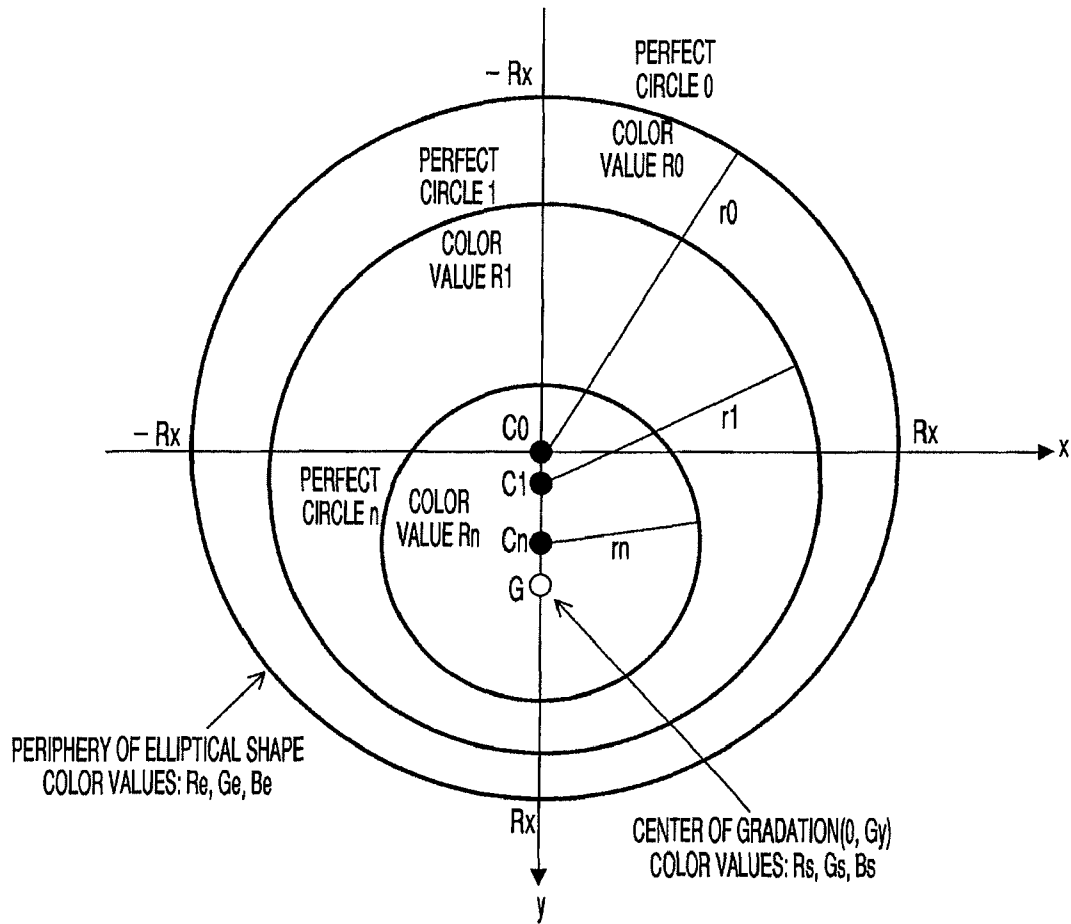 PERFECT
CIRCLE 0
– Rx
COLOR
VALUE R0
PERFECT
CIRCLE 1
r0
COLOR
VALUE R1
r1
C0
– Rx
Rx
x
PERFECT
CIRCLE n
C1
COLOR
VALUE Rn
Cn
rn
G
PERIPHERY OF ELLIPTICAL SHAPE
COLOR VALUES: Re, Ge, Be
Rx
CENTER OF GRADATION(0, Gy)
COLOR VALUES: Rs, Gs, Bs
y